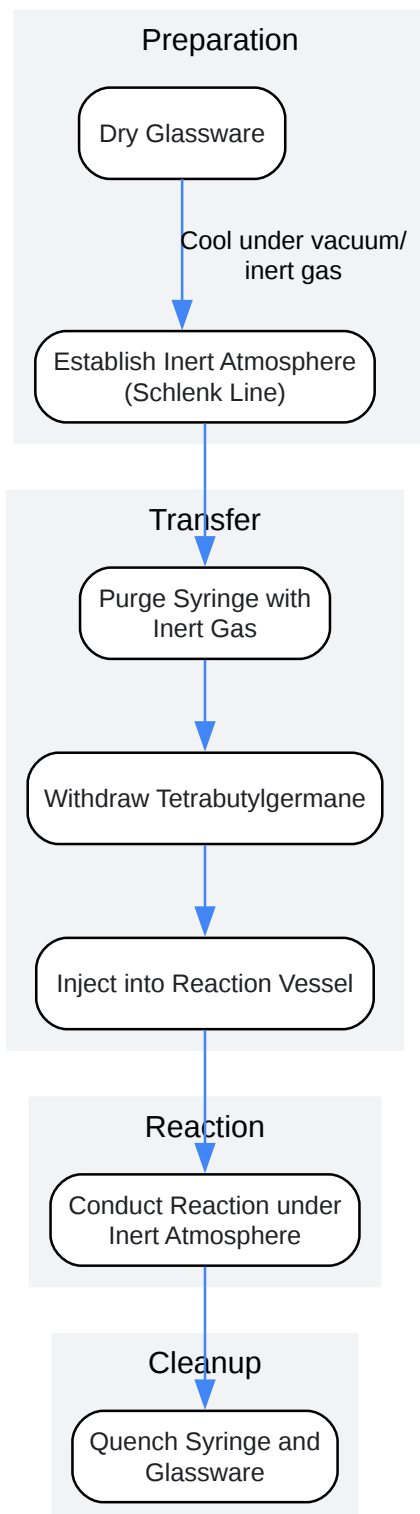 Preparation
Dry Glassware
Cool under vacuum/
inert gas
Establish Inert Atmosphere
(Schlenk Line)
Transfer
Purge Syringe with
Inert Gas
Withdraw Tetrabutylgermane
Inject into Reaction Vessel
Reaction
Conduct Reaction under
Inert Atmosphere
Cleanup
Quench Syringe and
Glassware